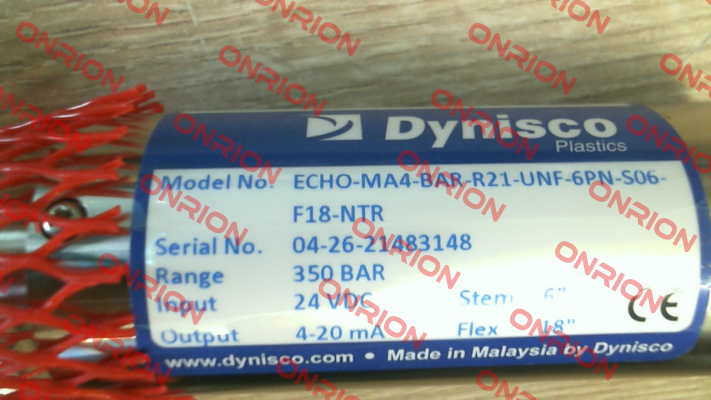 Dynisco
Plastics
Model No. ECHO-MA4-BAR-R21-UNF-6PN-S06-
F18-NTR
Serial No. 04-26-21483148
Range 350 BAR
Input 24 VDC Stem 6"
Output 4-20 mA Flex 18"
CE
www.dynisco.com • Made in Malaysia by Dynisco
ONRION